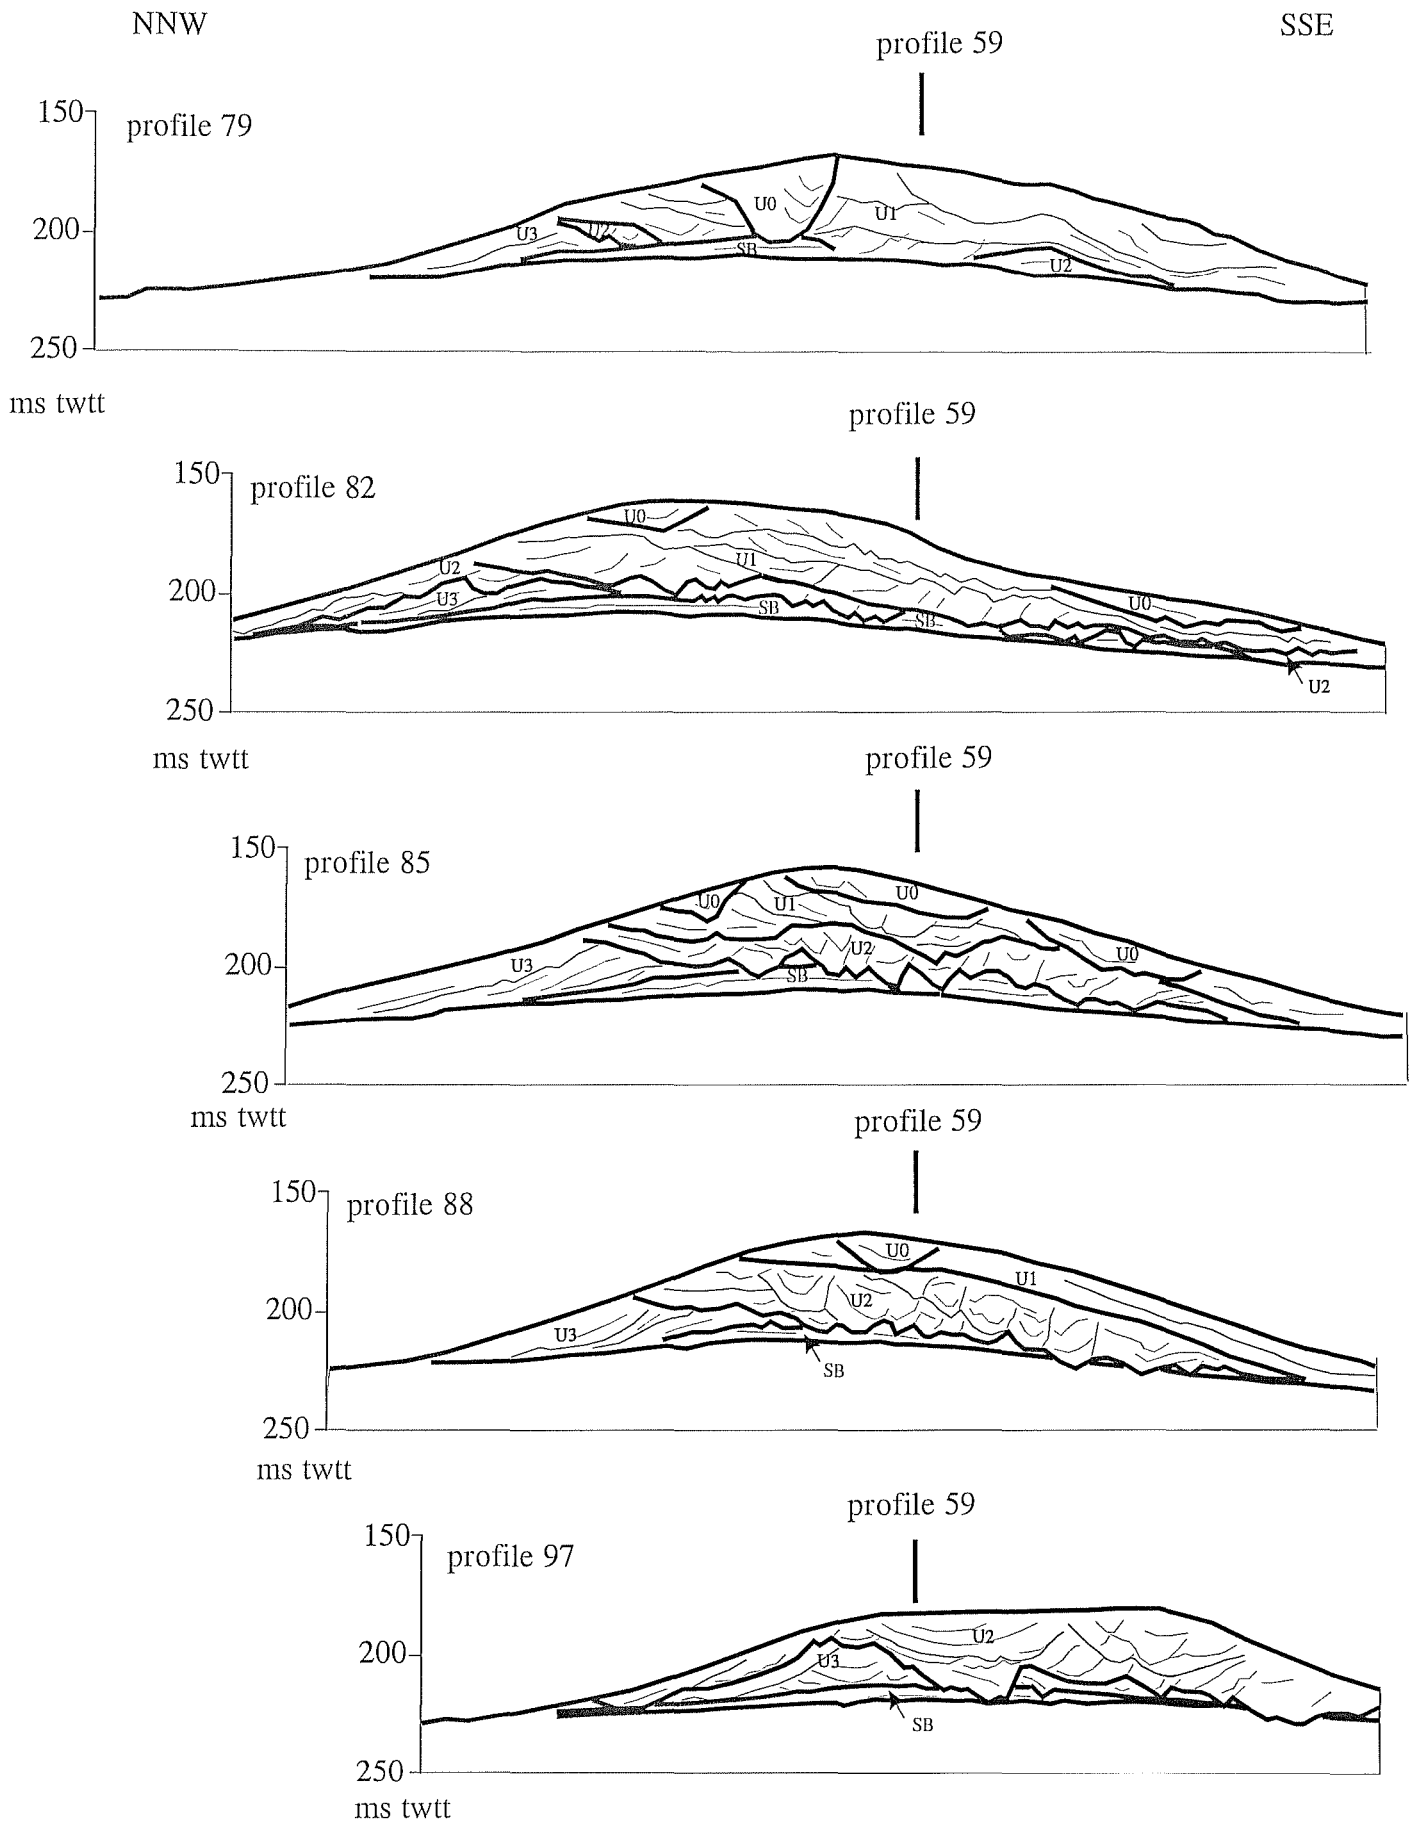 NNW
SSE
profile 59
150
profile 79
U0
U1
U3
U2
200
SB
U2
250
ms twtt
profile 59
150
profile 82
U0
U1
U2
200
U3
SB
U0
SB
U2
250
ms twtt
profile 59
150
profile 85
U0
U0
U1
U2
U0
U3
200
SB
250
ms twtt
profile 59
150
profile 88
U0
U1
U2
200
U3
SB
250
ms twtt
profile 59
150
profile 97
U2
200
U3
SB
250
ms twtt